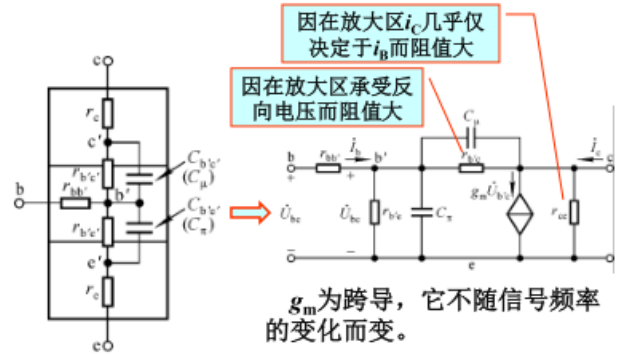 因在放大区iC几乎仅
决定于iB而阻值大
因在放大区承受反
向电压而阻值大
c
rc
c'
rb'c'
Cb'c'
(Cμ)
b
rbb'
b'
rb'e'
Cb'e'
(Cπ)
e'
re
e
Cμ
b
rbb'
İb
b'
rb'c
İc
c
+
+
gmU̇b'e
U̇be
U̇be
rb'e
Cπ
rce
−
−
e
gm为跨导，它不随信号频率
的变化而变。